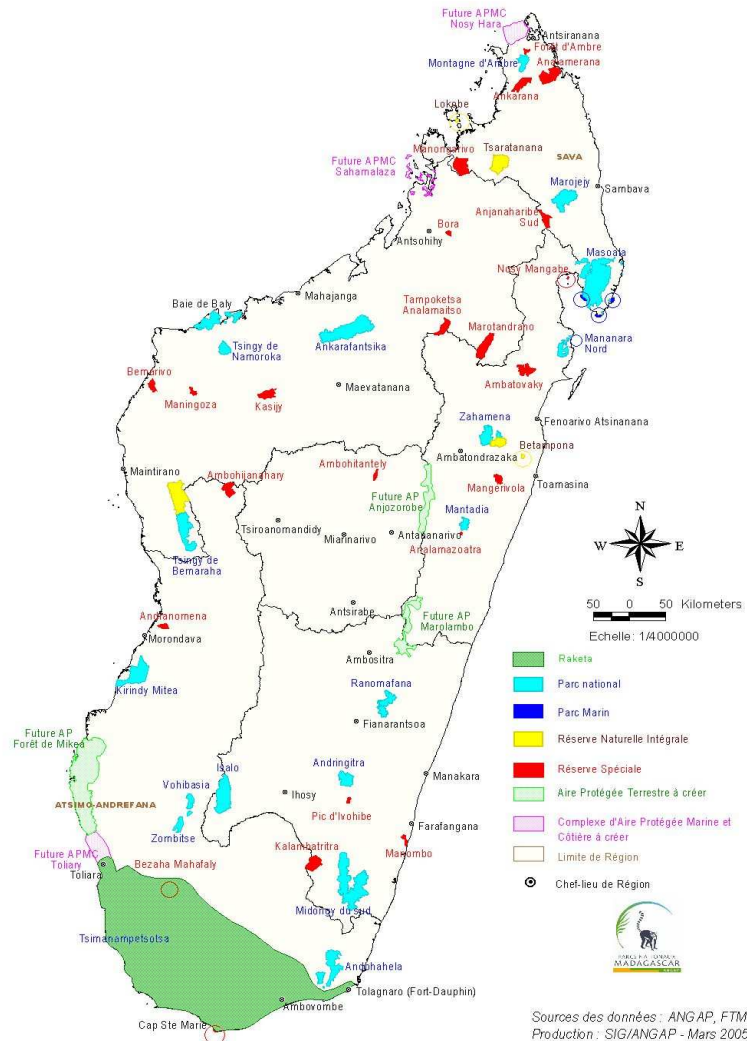 Future APMC
Nosy Hara
Antsiranana
Foret d'Ambre
Montagne d'Ambre
Analamerana
Ankarana
Lokobe
Manongarivo
Tsaratanana
SAVA
Future APMC
Sahamalaza
Marojejy
Sambava
Anjanaharibe
Sud
Bora
Antsohihy
Masoala
Nosy Mangabe
Mahajanga
Baie de Baly
Tampoketsa
Analamaitso
Marotandrano
Tsingy de
Namoroka
Ankarafantsika
Mananara
Nord
Bemarivo
Maningoza
Kasijy
Maevatanana
Ambatovaky
Zahamena
Fenoarivo Atsinanana
Betampona
Ambatondrazaka
Maintirano
Ambohijanahary
Ambohitantely
Toamasina
Mangerivola
Future AP
Anjozorobe
Mantadia
Tsiroanomandidy
Miarinarivo
Antananarivo
Analamazoatra
Tsingy de
Bemaraha
Antsirabe
Future AP
Marolambo
Andranomena
Morondava
Ambositra
Kirindy Mitea
Ranomafana
Fianarantsoa
Future AP
Forêt de Mikea
Isalo
Andringitra
Manakara
Vohibasia
Ihosy
ATSIMO-ANDREFANA
Pic d'Ivohibe
Zombitse
Farafangana
Manombo
Kalambatritra
Future APMC
Toliary
Bezaha Mahafaly
Toliara
Midongy du sud
Tsimanampetsotsa
Andohahela
Tolagnaro (Fort-Dauphin)
Ambovombe
Cap Ste Marie
N
W E
S
50 0 50 Kilometers
Echelle: 1/4000000
Raketa
Parc national
Parc Marin
Réserve Naturelle Intégrale
Réserve Spéciale
Aire Protégée Terrestre à créer
Complexe d'Aire Protégée Marine et
Côtière à créer
Limite de Région
Chef-lieu de Région
PARCS NATIONAUX
MADAGASCAR
ANGAP
Sources des données : ANGAP, FTM
Production : SIG/ANGAP - Mars 2005